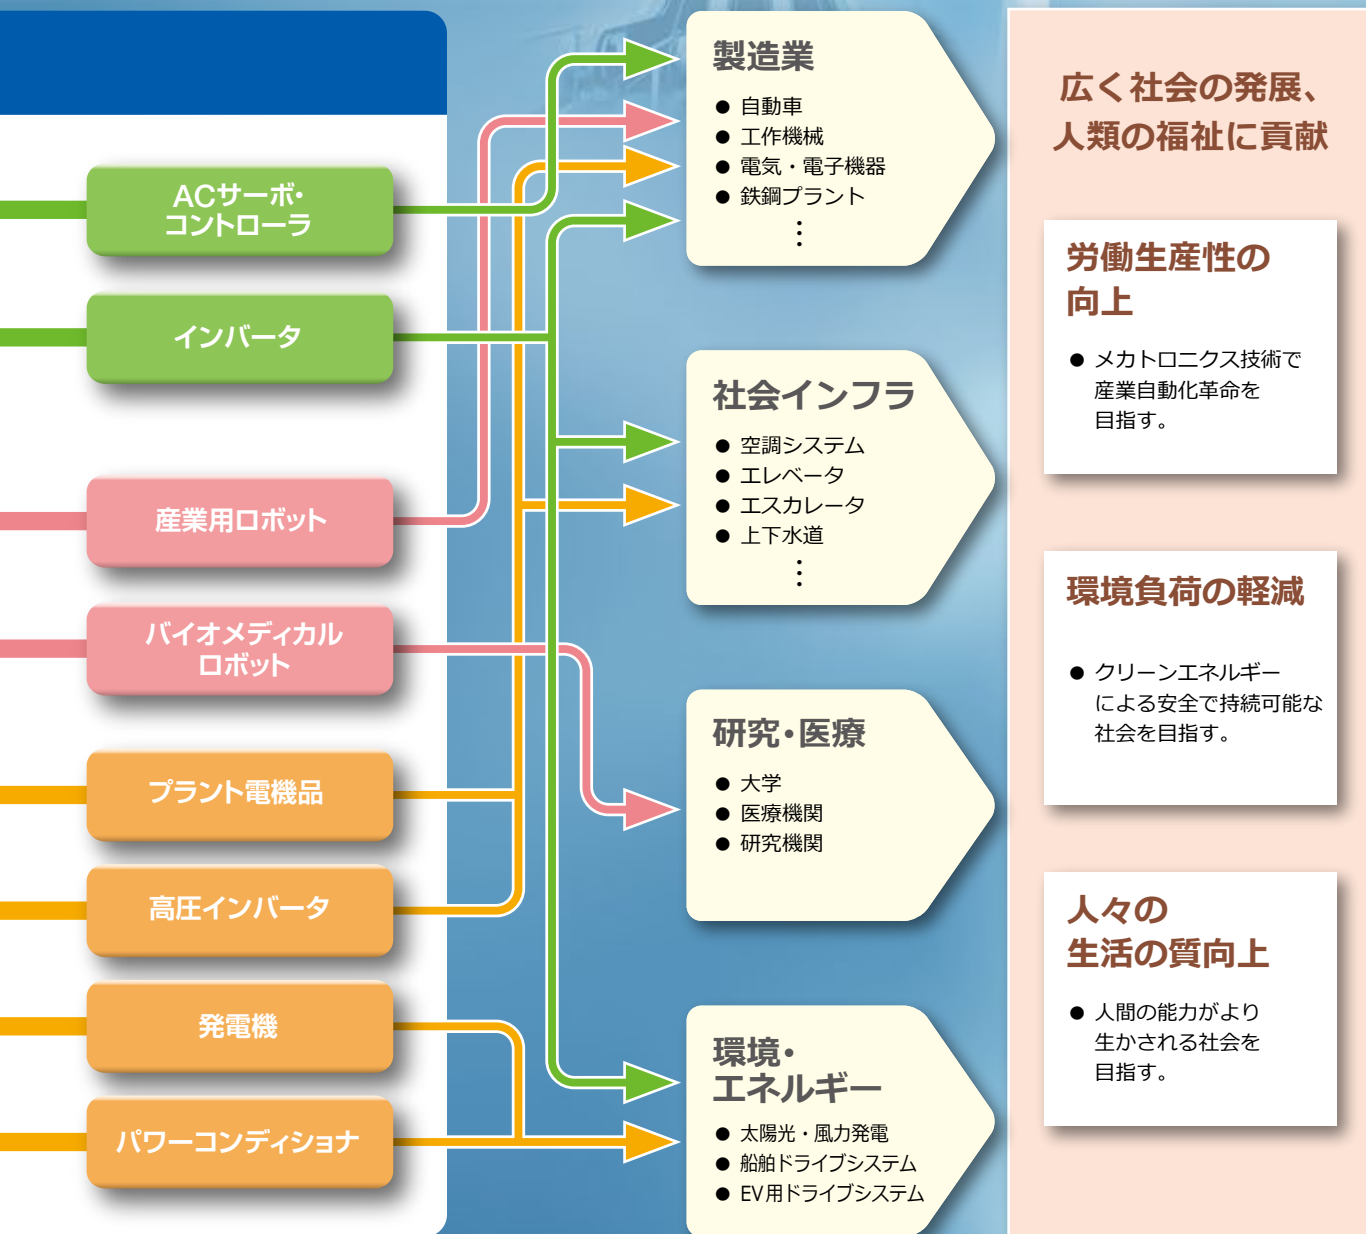 ACサーボ・
コントローラ
インバータ
産業用ロボット
バイオメディカル
ロボット
プラント電機品
高圧インバータ
発電機
パワーコンディショナ
製造業
● 自動車
● 工作機械
● 電気・電子機器
● 鉄鋼プラント
⋮
社会インフラ
● 空調システム
● エレベータ
● エスカレータ
● 上下水道
⋮
研究・医療
● 大学
● 医療機関
● 研究機関
環境・
エネルギー
● 太陽光・風力発電
● 船舶ドライブシステム
● EV用ドライブシステム
広く社会の発展、
人類の福祉に貢献
労働生産性の
向上
● メカトロニクス技術で
産業自動化革命を
目指す。
環境負荷の軽減
● クリーンエネルギー
による安全で持続可能な
社会を目指す。
人々の
生活の質向上
● 人間の能力がより
生かされる社会を
目指す。